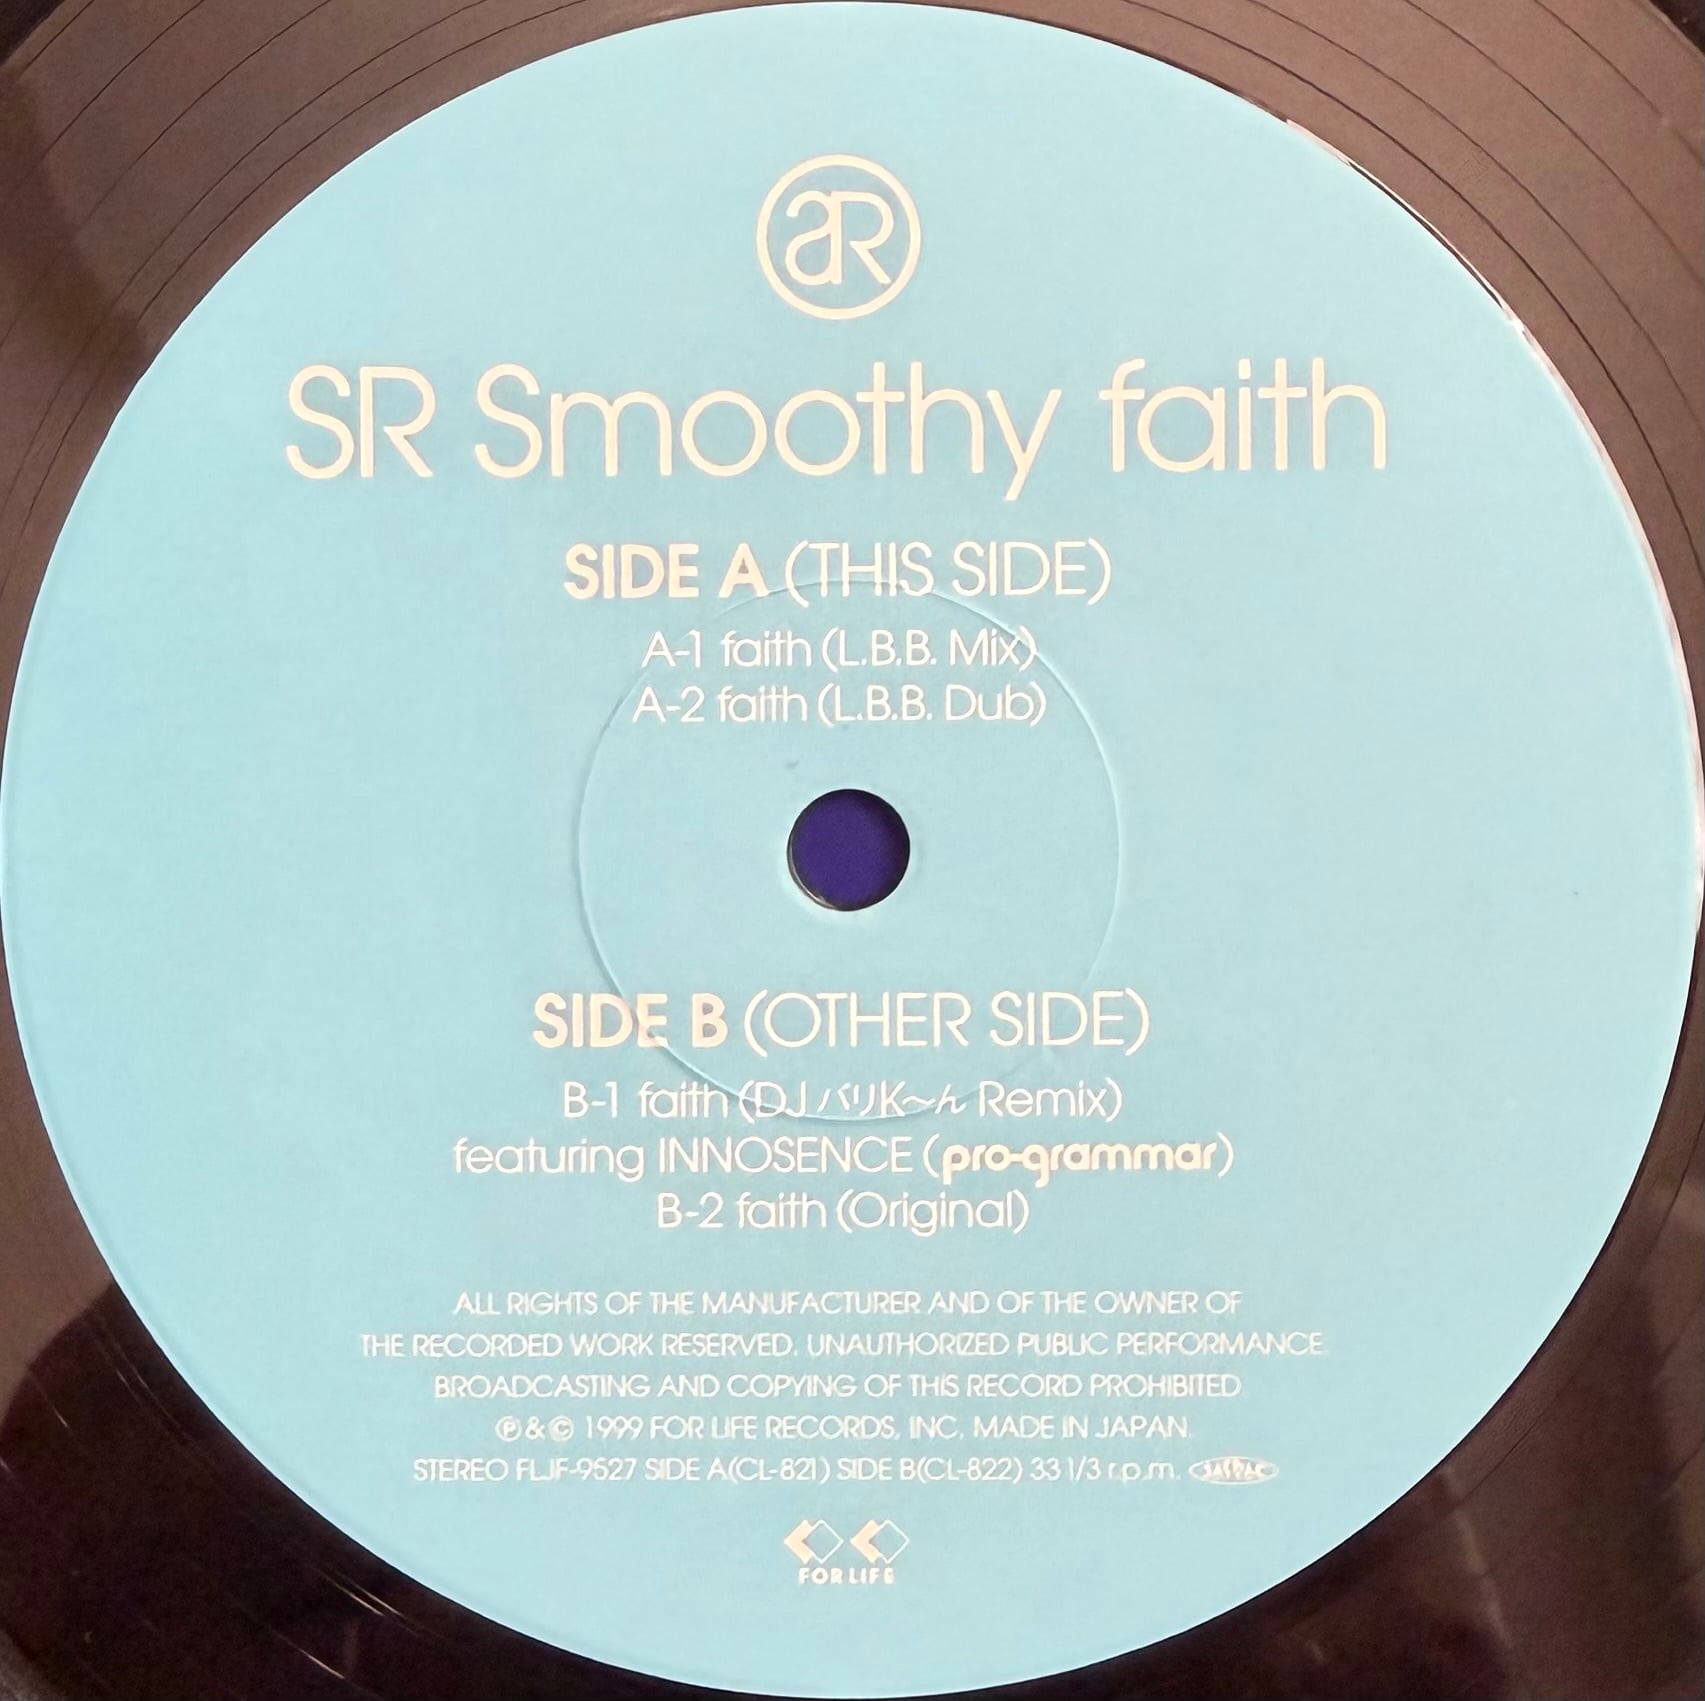 SR
SR Smoothy faith
SIDE A (THIS SIDE)
A-1 faith (L.B.B. Mix)
A-2 faith (L.B.B. Dub)
SIDE B (OTHER SIDE)
B-1 faith (DJ バリK〜ん Remix)
featuring INNOSENCE (pro-grammar)
B-2 faith (Original)
ALL RIGHTS OF THE MANUFACTURER AND OF THE OWNER OF
THE RECORDED WORK RESERVED. UNAUTHORIZED PUBLIC PERFORMANCE.
BROADCASTING AND COPYING OF THIS RECORD PROHIBITED
Ⓟ & © 1999 FOR LIFE RECORDS, INC. MADE IN JAPAN.
STEREO FLJF-9527 SIDE A(CL-821) SIDE B(CL-822) 33 1/3 r.p.m. JASRAC
FOR LIFE